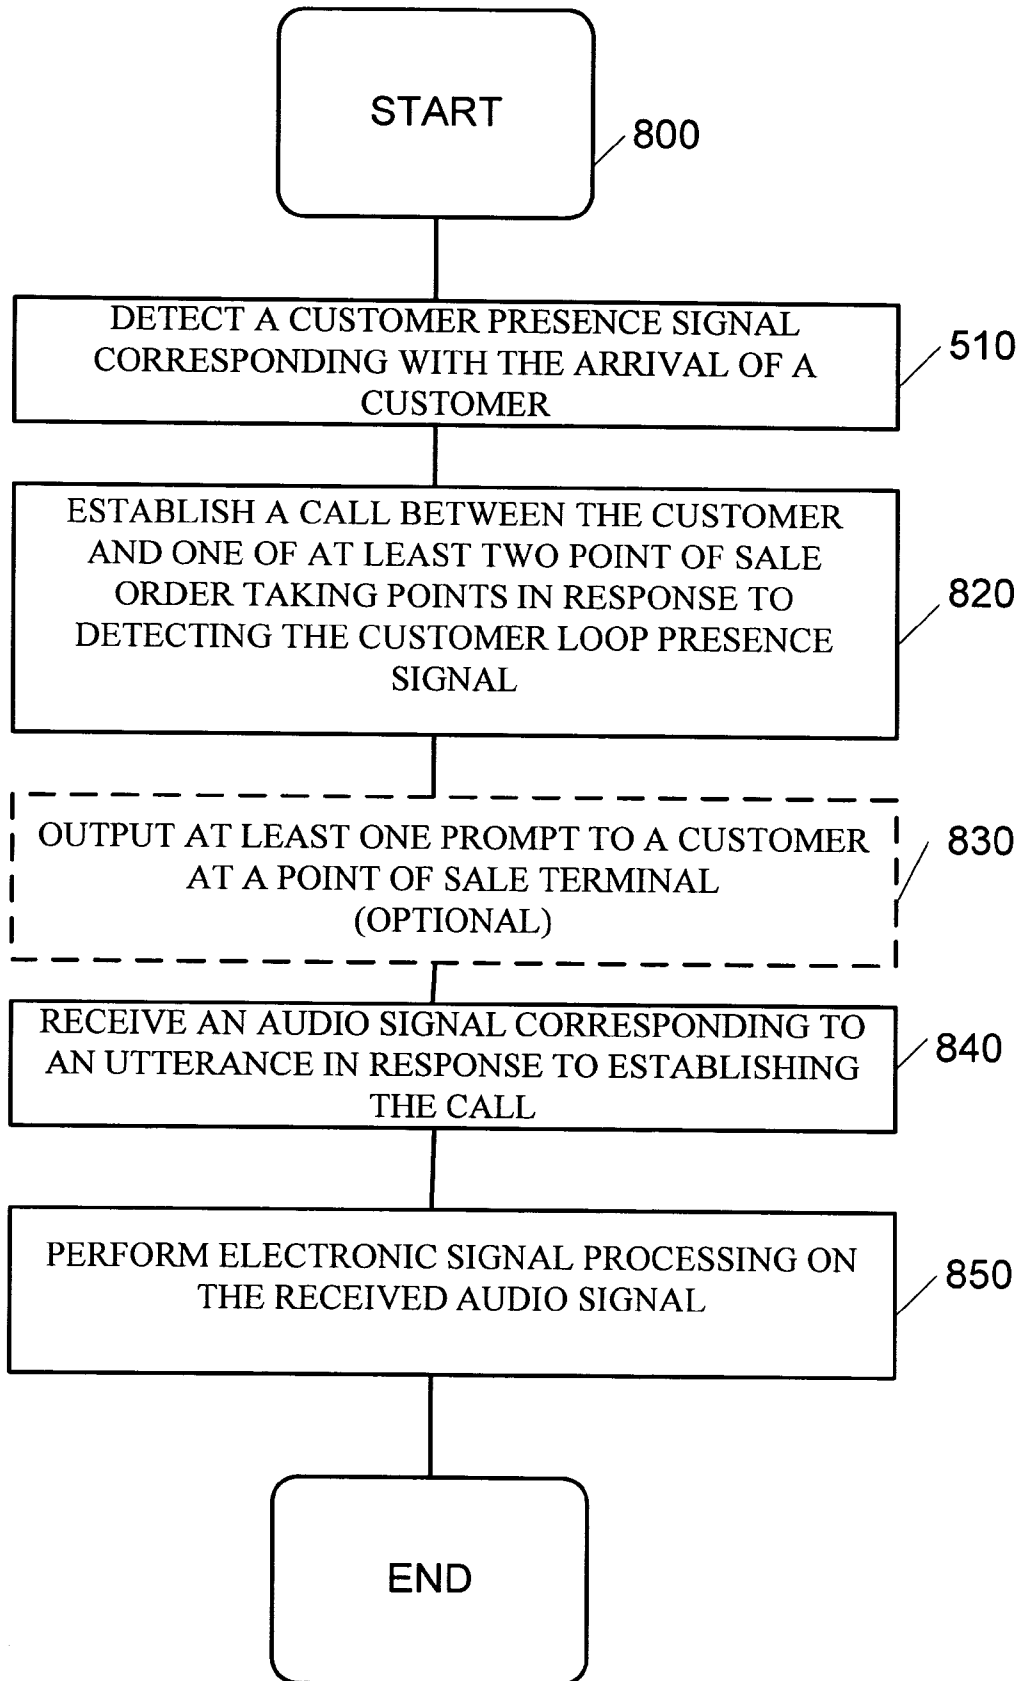 START
800
DETECT A CUSTOMER PRESENCE SIGNAL
CORRESPONDING WITH THE ARRIVAL OF A
CUSTOMER
510
ESTABLISH A CALL BETWEEN THE CUSTOMER
AND ONE OF AT LEAST TWO POINT OF SALE
ORDER TAKING POINTS IN RESPONSE TO
DETECTING THE CUSTOMER LOOP PRESENCE
SIGNAL
820
OUTPUT AT LEAST ONE PROMPT TO A CUSTOMER
AT A POINT OF SALE TERMINAL
(OPTIONAL)
830
RECEIVE AN AUDIO SIGNAL CORRESPONDING TO
AN UTTERANCE IN RESPONSE TO ESTABLISHING
THE CALL
840
PERFORM ELECTRONIC SIGNAL PROCESSING ON
THE RECEIVED AUDIO SIGNAL
850
END